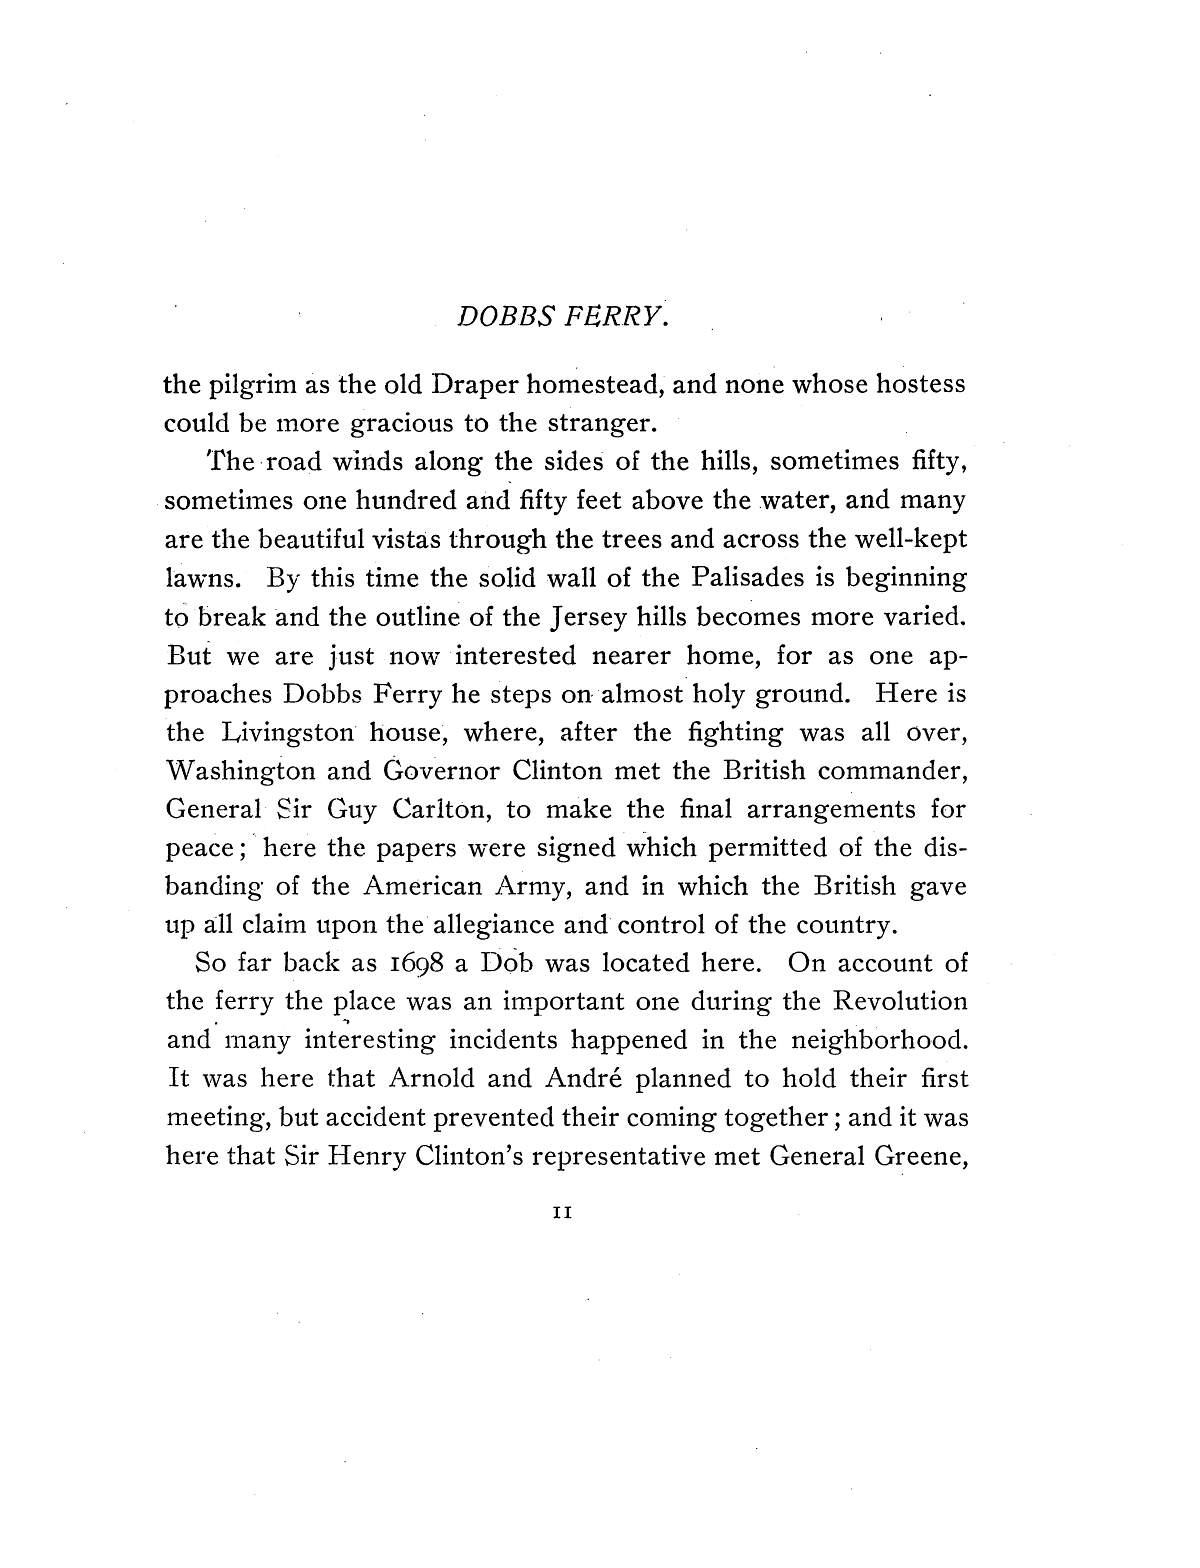 DOBBS FERRY.
the pilgrim as the old Draper homestead, and none whose hostess
could be more gracious to the stranger.
The road winds along the sides of the hills, sometimes fifty,
sometimes one hundred and fifty feet above the water, and many
are the beautiful vistas through the trees and across the well-kept
lawns. By this time the solid wall of the Palisades is beginning
to break and the outline of the Jersey hills becomes more varied.
But we are just now interested nearer home, for as one ap-
proaches Dobbs Ferry he steps on almost holy ground. Here is
the Livingston house, where, after the fighting was all over,
Washington and Governor Clinton met the British commander,
General Sir Guy Carlton, to make the final arrangements for
peace; here the papers were signed which permitted of the dis-
banding of the American Army, and in which the British gave
up all claim upon the allegiance and control of the country.
So far back as 1698 a Dob was located here. On account of
the ferry the place was an important one during the Revolution
and many interesting incidents happened in the neighborhood.
It was here that Arnold and André planned to hold their first
meeting, but accident prevented their coming together; and it was
here that Sir Henry Clinton's representative met General Greene,
11